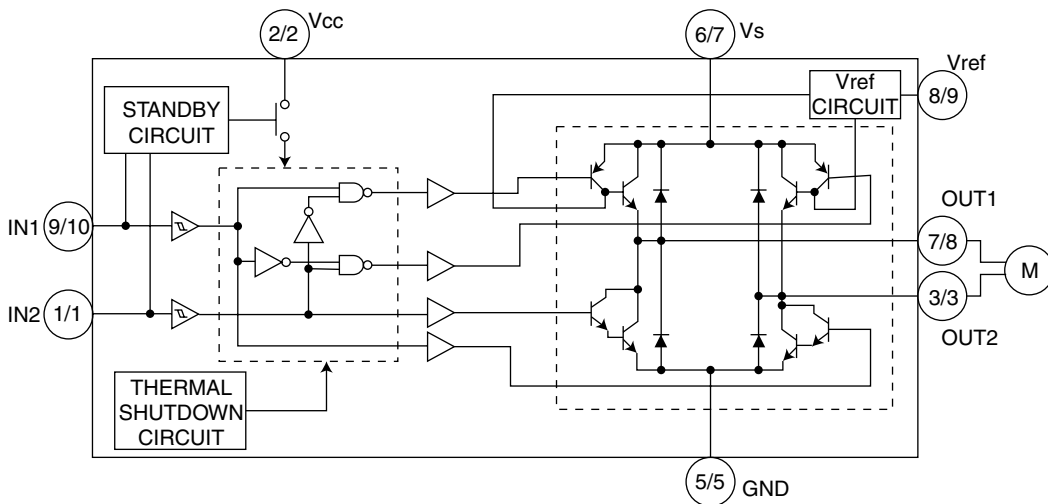 2/2 Vcc
6/7 Vs
Vref
8/9
STANDBY
CIRCUIT
Vref
CIRCUIT
IN1 9/10
OUT1
7/8
M
IN2 1/1
3/3
OUT2
THERMAL
SHUTDOWN
CIRCUIT
5/5 GND